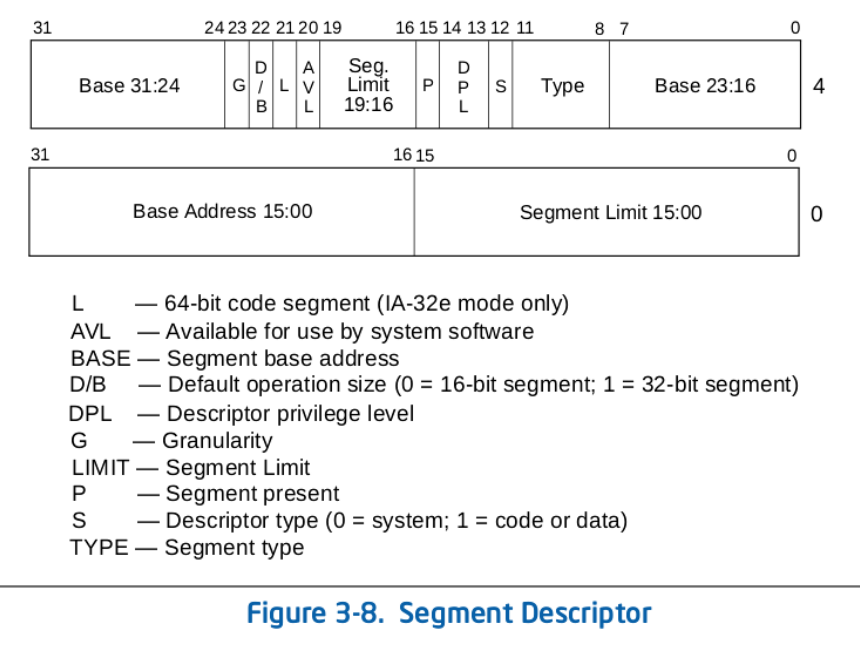 31 24 23 22 21 20 19 16 15 14 13 12 11 8 7 0
Base 31:24 G D/B L AVL Seg. Limit 19:16 P DPL S Type Base 23:16 4
31 16 15 0
Base Address 15:00 Segment Limit 15:00 0
L — 64-bit code segment (IA-32e mode only)
AVL — Available for use by system software
BASE — Segment base address
D/B — Default operation size (0 = 16-bit segment; 1 = 32-bit segment)
DPL — Descriptor privilege level
G — Granularity
LIMIT — Segment Limit
P — Segment present
S — Descriptor type (0 = system; 1 = code or data)
TYPE — Segment type
Figure 3-8. Segment Descriptor